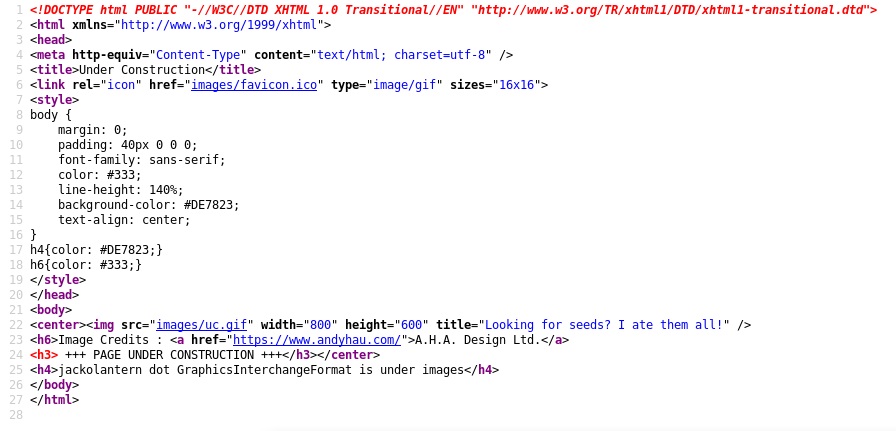 1 <!DOCTYPE html PUBLIC "-//W3C//DTD XHTML 1.0 Transitional//EN" "http://www.w3.org/TR/xhtml1/DTD/xhtml1-transitional.dtd">
2 <html xmlns="http://www.w3.org/1999/xhtml">
3 <head>
4 <meta http-equiv="Content-Type" content="text/html; charset=utf-8" />
5 <title>Under Construction</title>
6 <link rel="icon" href="images/favicon.ico" type="image/gif" sizes="16x16">
7 <style>
8 body {
9     margin: 0;
10     padding: 40px 0 0 0;
11     font-family: sans-serif;
12     color: #333;
13     line-height: 140%;
14     background-color: #DE7823;
15     text-align: center;
16 }
17 h4{color: #DE7823;}
18 h6{color: #333;}
19 </style>
20 </head>
21 <body>
22 <center><img src="images/uc.gif" width="800" height="600" title="Looking for seeds? I ate them all!" />
23 <h6>Image Credits : <a href="https://www.andyhau.com/">A.H.A. Design Ltd.</a>
24 <h3> +++ PAGE UNDER CONSTRUCTION +++</h3></center>
25 <h4>jackolantern dot GraphicsInterchangeFormat is under images</h4>
26 </body>
27 </html>
28